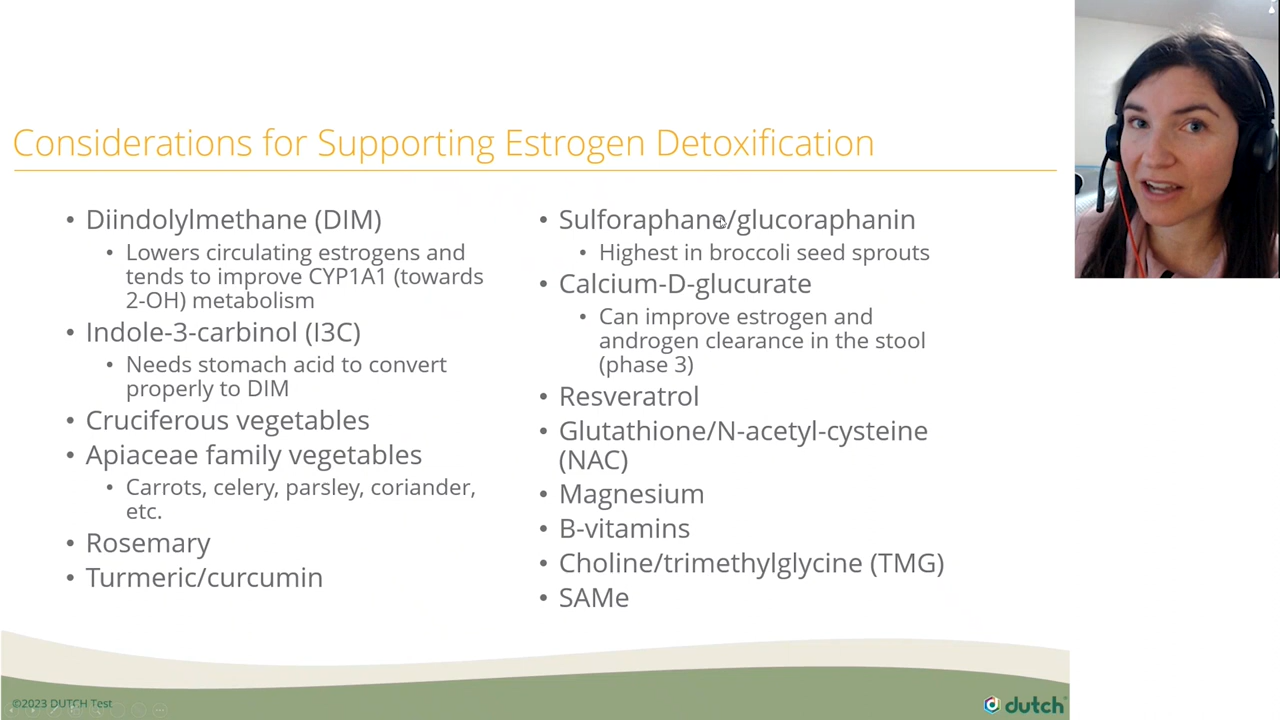 Considerations for Supporting Estrogen Detoxification
• Diindolylmethane (DIM)
• Lowers circulating estrogens and
tends to improve CYP1A1 (towards
2-OH) metabolism
• Indole-3-carbinol (I3C)
• Needs stomach acid to convert
properly to DIM
• Cruciferous vegetables
• Apiaceae family vegetables
• Carrots, celery, parsley, coriander,
etc.
• Rosemary
• Turmeric/curcumin
• Sulforaphane/glucoraphanin
• Highest in broccoli seed sprouts
• Calcium-D-glucurate
• Can improve estrogen and
androgen clearance in the stool
(phase 3)
• Resveratrol
• Glutathione/N-acetyl-cysteine
(NAC)
• Magnesium
• B-vitamins
• Choline/trimethylglycine (TMG)
• SAMe
©2023 DUTCH Test
dutch